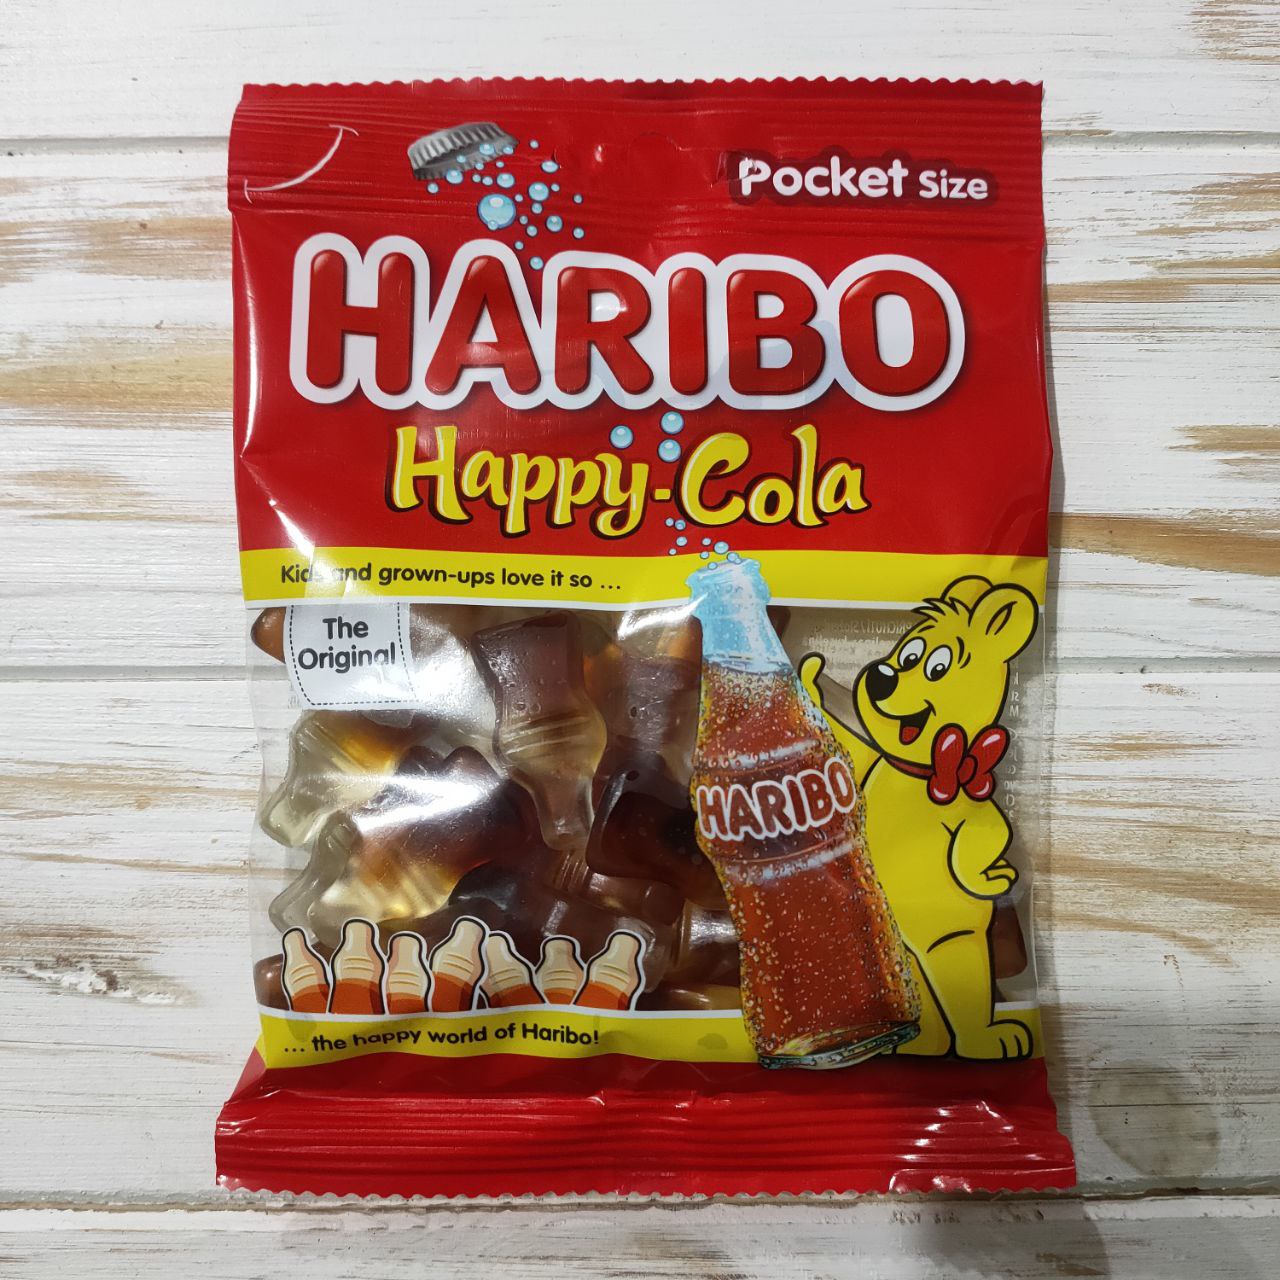 Pocket Size
HARIBO
Happy-Cola
Kids and grown-ups love it so ...
The
Original
HARIBO
... the happy world of Haribo!